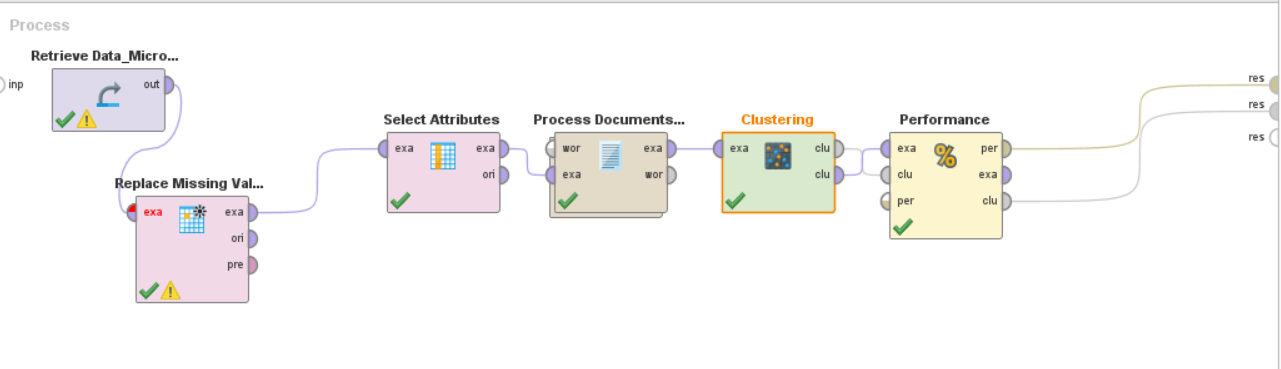 Process
Retrieve Data_Micro...
inp
out
res
res
res
Select Attributes
exa
exa
ori
Process Documents...
wor
exa
exa
wor
Clustering
exa
clu
clu
Performance
exa
per
clu
exa
per
clu
%
Replace Missing Val...
exa
exa
ori
pre